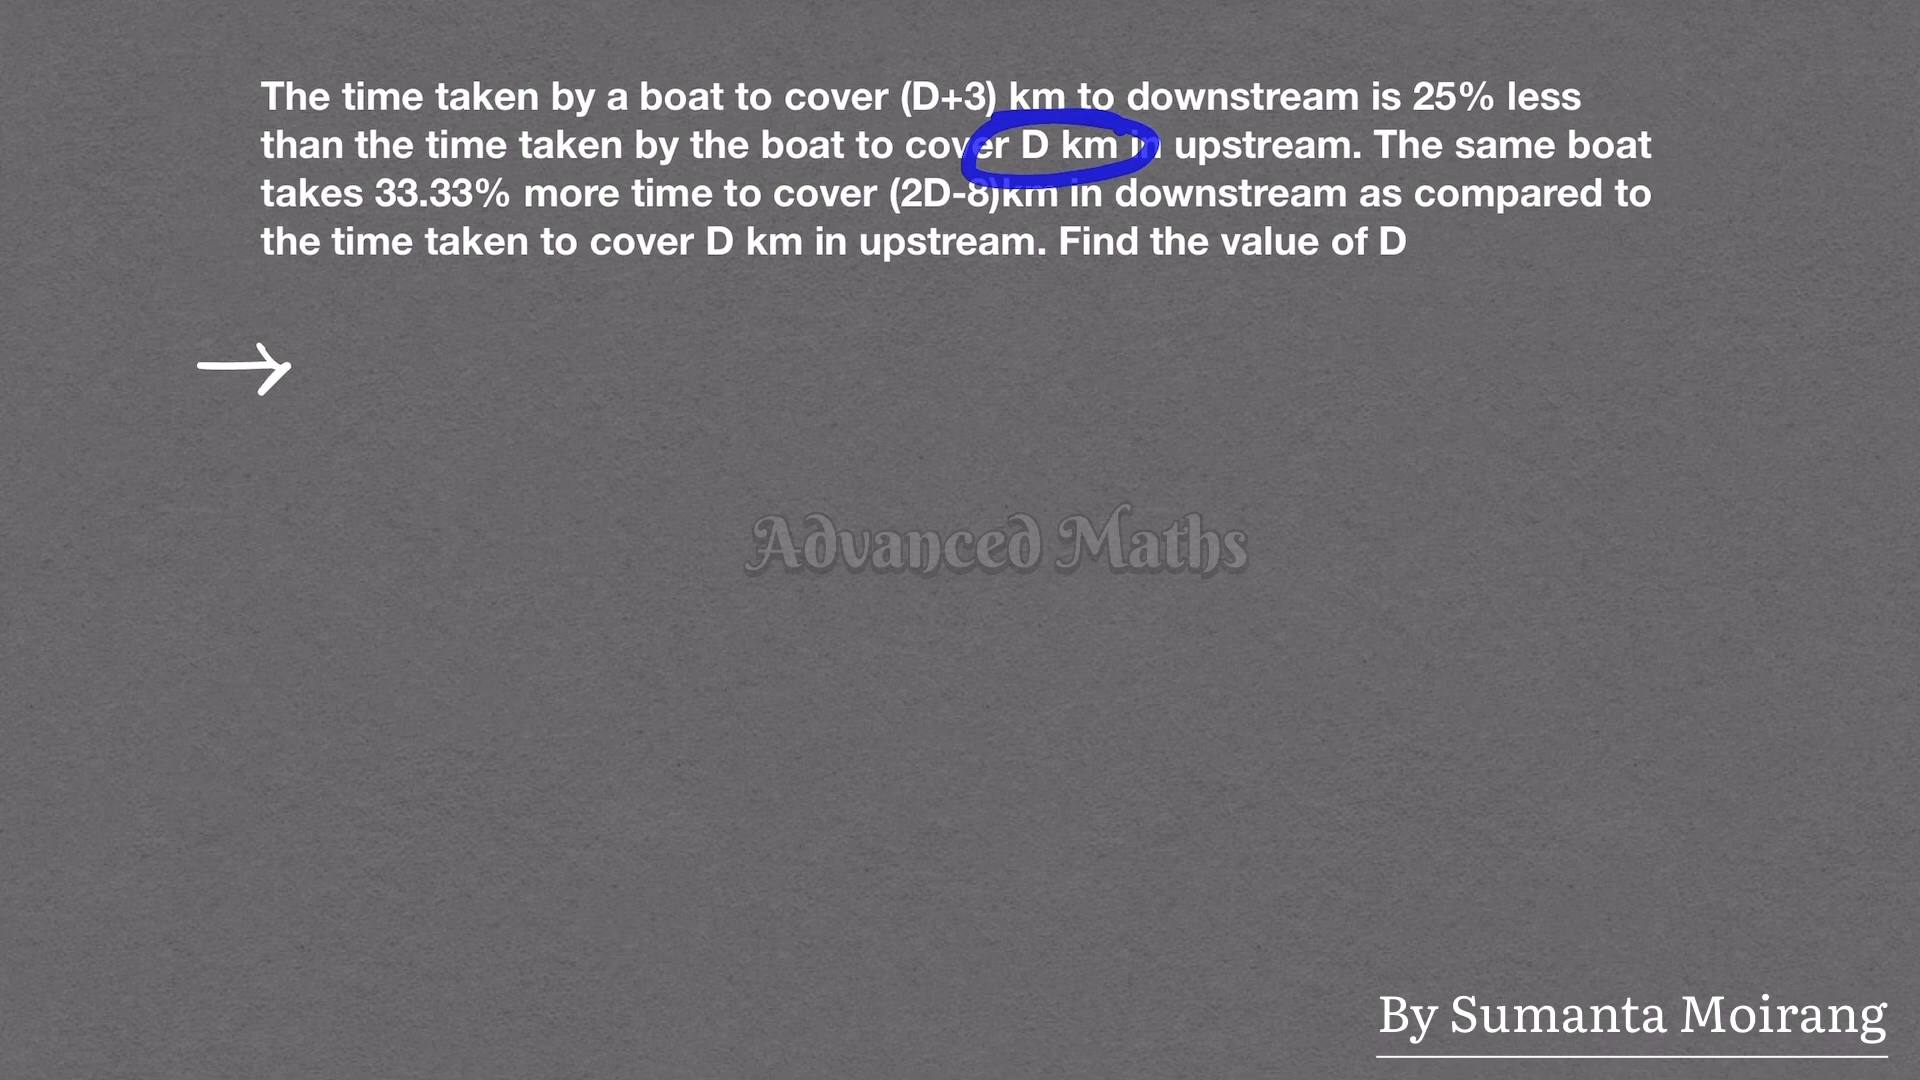 The time taken by a boat to cover (D+3) km to downstream is 25% less
than the time taken by the boat to cover D km in upstream. The same boat
takes 33.33% more time to cover (2D-8)km in downstream as compared to
the time taken to cover D km in upstream. Find the value of D
Advanced Maths
By Sumanta Moirang